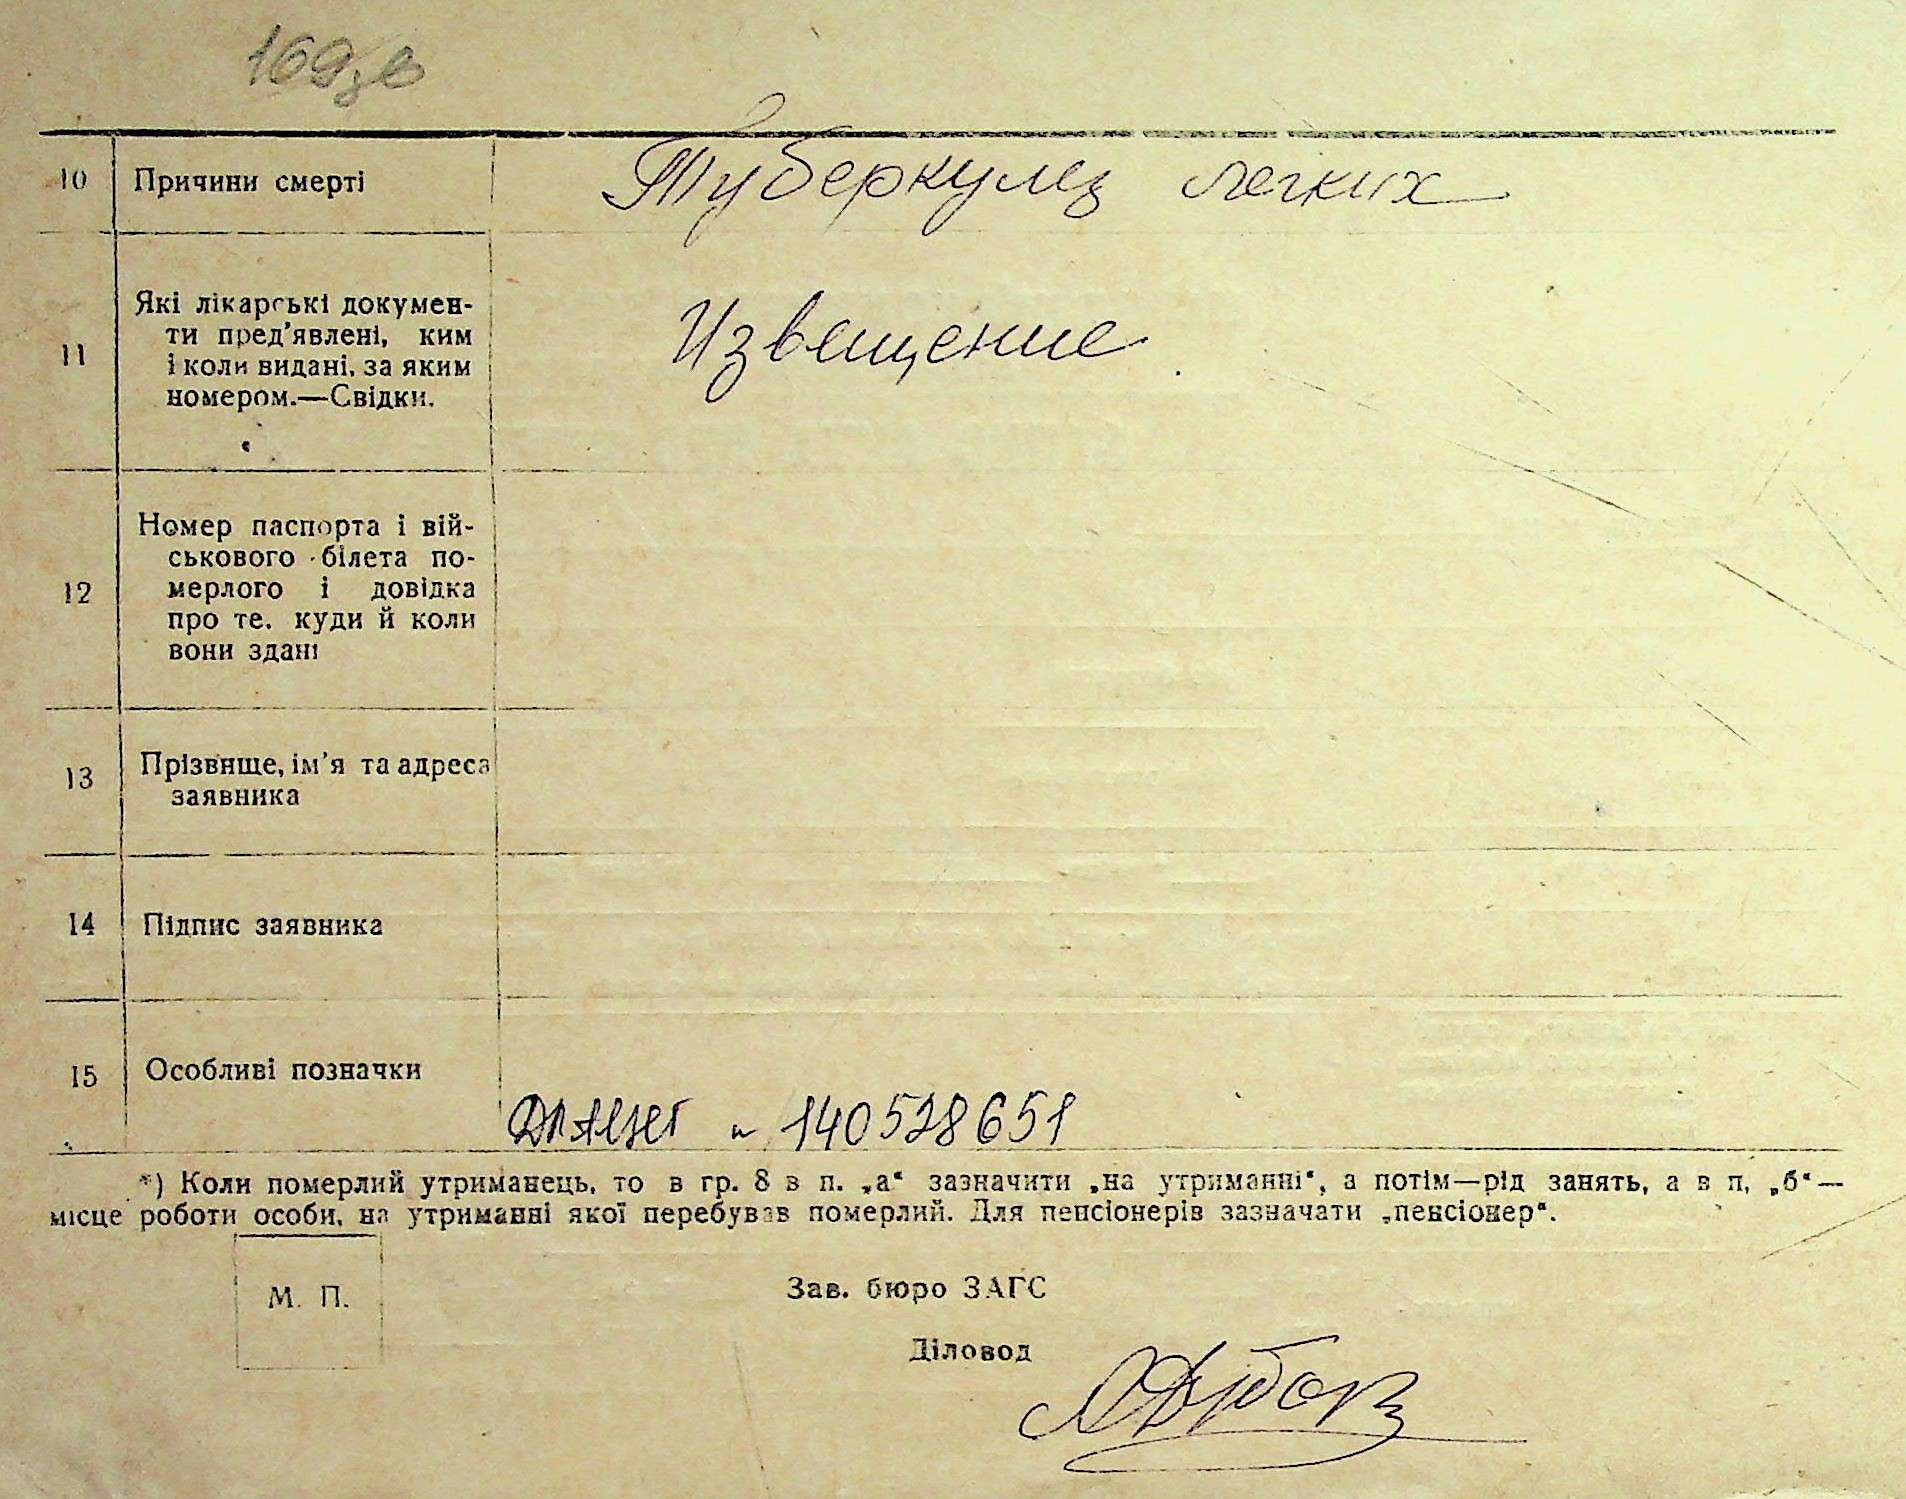 169 зв
10 Причини смерті Туберкулез легких
11 Які лікарські докумен-
ти пред'явлені, ким
і коли видані, за яким
номером.—Свідки.
Извещение
12 Номер паспорта і вій-
ськового білета по-
мерлого і довідка
про те, куди й коли
вони здані
13 Прізвище, ім'я та адреса
заявника
14 Підпис заявника
15 Особливі позначки
140528651
*) Коли померлий утриманець, то в гр. 8 в п. „а“ зазначити „на утриманні“, а потім—рід занять, а в п, „б“—
місце роботи особи, на утриманні якої перебував померлий. Для пенсіонерів зазначати „пенсіонер“.
М. П.
Зав. бюро ЗАГС
Діловод